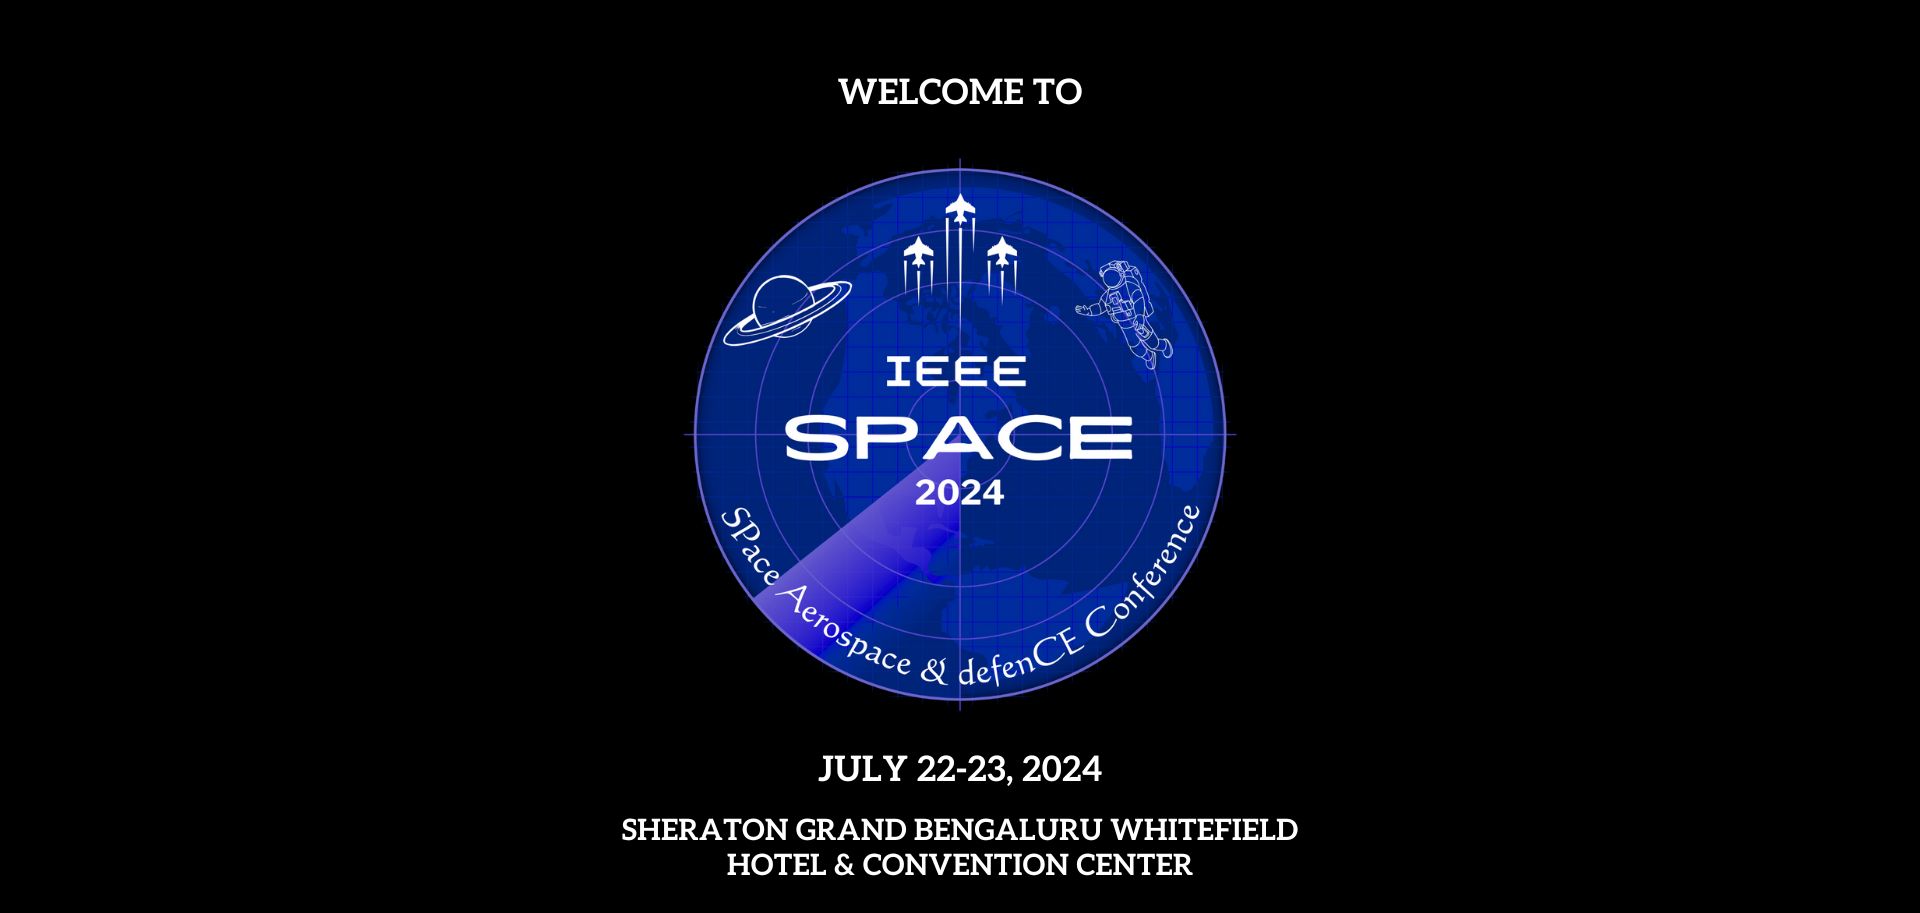 WELCOME TO
IEEE
SPACE
2024
SPace Aerospace & defenCE Conference
JULY 22-23, 2024
SHERATON GRAND BENGALURU WHITEFIELD
HOTEL & CONVENTION CENTER